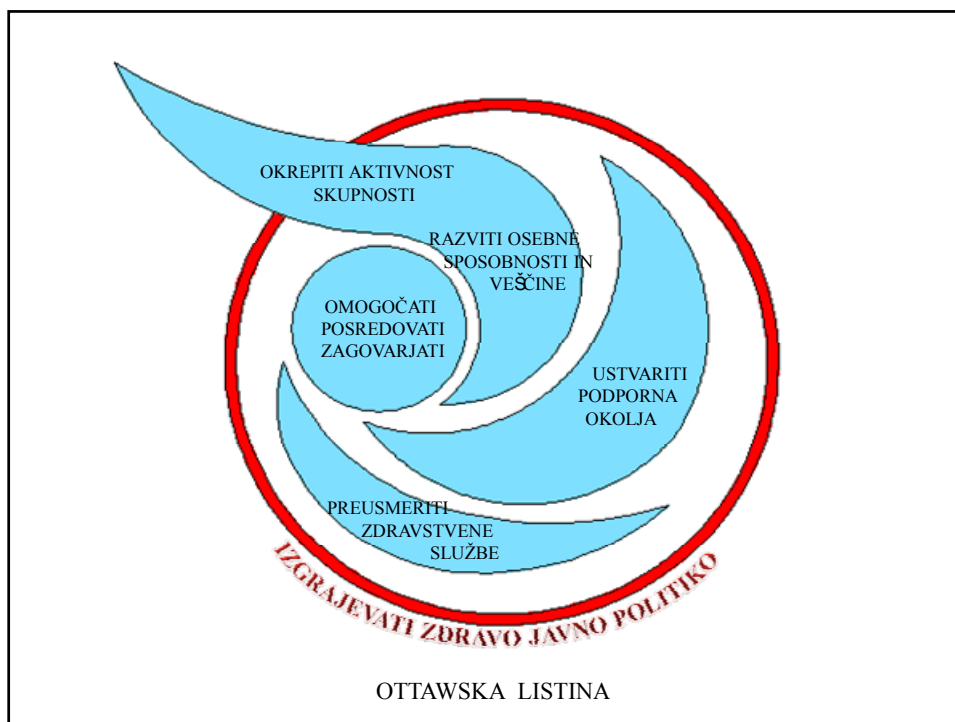 OKREPITI AKTIVNOST
SKUPNOSTI
RAZVITI OSEBNE
SPOSOBNOSTI IN
VEŠČINE
OMOGOČATI
POSREDOVATI
ZAGOVARJATI
USTVARITI
PODPORNA
OKOLJA
PREUSMERITI
ZDRAVSTVENE
SLUŽBE
IZGRAJEVATI ZDRAVO JAVNO POLITIKO
OTTAWSKA LISTINA